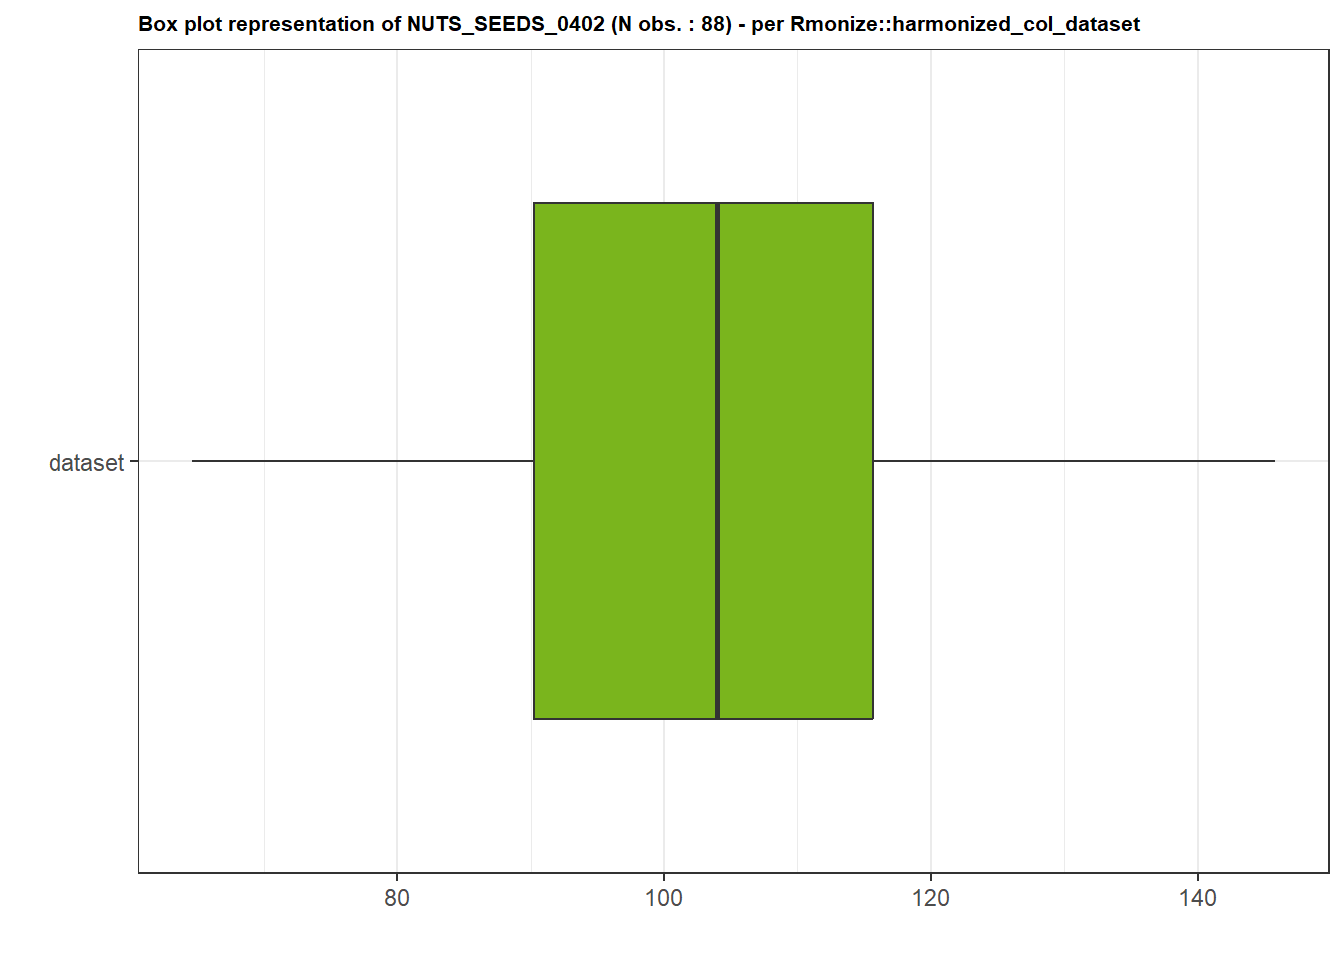 Box plot representation of NUTS_SEEDS_0402 (N obs. : 88) - per Rmonize::harmonized_col_dataset
dataset
80 100 120 140